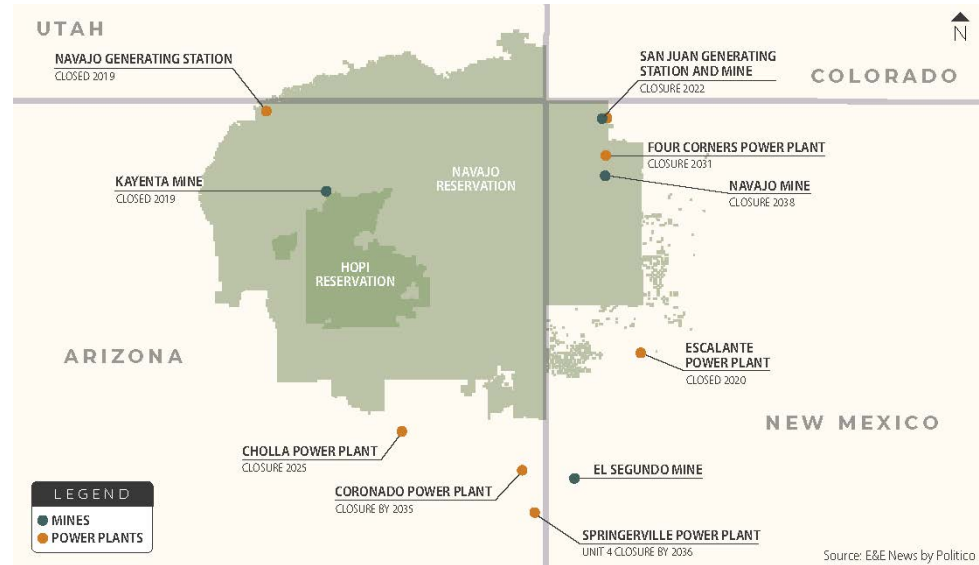 UTAH
N
NAVAJO GENERATING STATION
CLOSED 2019
SAN JUAN GENERATING
STATION AND MINE
CLOSURE 2022
COLORADO
FOUR CORNERS POWER PLANT
CLOSURE 2031
NAVAJO
RESERVATION
KAYENTA MINE
CLOSED 2019
NAVAJO MINE
CLOSURE 2038
HOPI
RESERVATION
ARIZONA
ESCALANTE
POWER PLANT
CLOSED 2020
NEW MEXICO
CHOLLA POWER PLANT
CLOSURE 2025
EL SEGUNDO MINE
CORONADO POWER PLANT
CLOSURE BY 2035
LEGEND
MINES
POWER PLANTS
SPRINGERVILLE POWER PLANT
UNIT 4 CLOSURE BY 2036
Source: E&E News by Politico